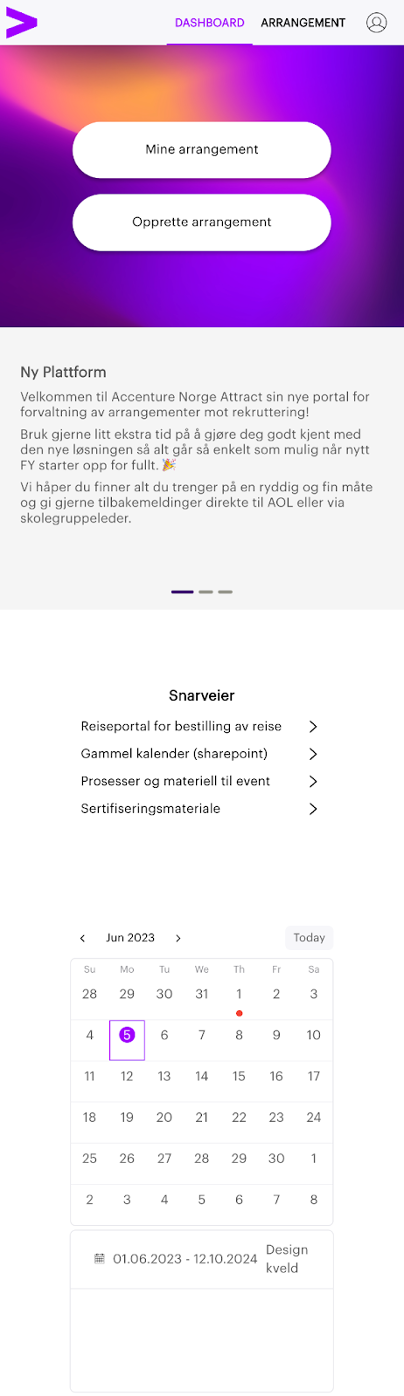 DASHBOARD ARRANGEMENT
Mine arrangement
Opprette arrangement
Ny Plattform
Velkommen til Accenture Norge Attract sin nye portal for
forvaltning av arrangementer mot rekruttering!
Bruk gjerne litt ekstra tid på å gjøre deg godt kjent med
den nye løsningen så alt går så enkelt som mulig når nytt
FY starter opp for fullt. 🎉
Vi håper du finner alt du trenger på en ryddig og fin måte
og gi gjerne tilbakemeldinger direkte til AOL eller via
skolegruppeleder.
Snarveier
Reiseportal for bestilling av reise
Gammel kalender (sharepoint)
Prosesser og materiell til event
Sertifiseringsmateriale
Jun 2023 Today
Su Mo Tu We Th Fr Sa
28 29 30 31 1 2 3
4 5 6 7 8 9 10
11 12 13 14 15 16 17
18 19 20 21 22 23 24
25 26 27 28 29 30 1
2 3 4 5 6 7 8
01.06.2023 - 12.10.2024 Design
kveld